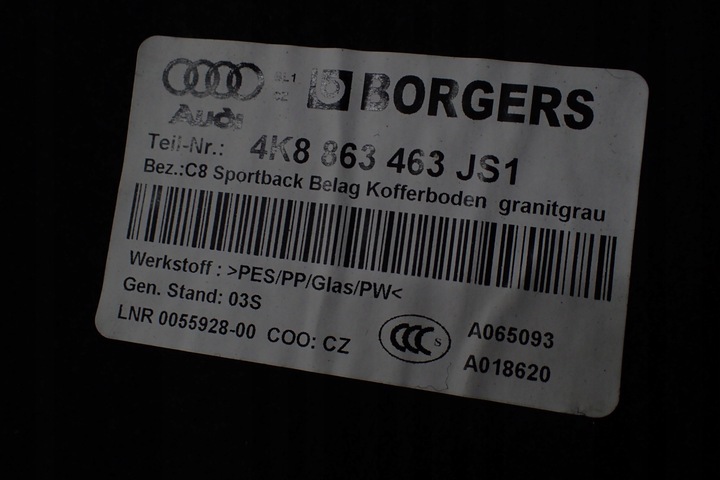 Audi
BORGERS
Teil-Nr.: 4K8 863 463 JS1
Bez.:C8 Sportback Belag Kofferboden granitgrau
Werkstoff : >PES/PP/Glas/PW<
Gen. Stand: 03S
LNR 0055928-00 COO: CZ
CCC S
A065093
A018620